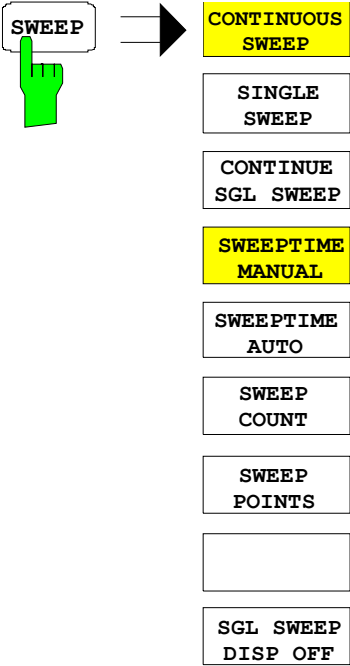 SWEEP
CONTINUOUS
SWEEP
SINGLE
SWEEP
CONTINUE
SGL SWEEP
SWEEPTIME
MANUAL
SWEEPTIME
AUTO
SWEEP
COUNT
SWEEP
POINTS
SGL SWEEP
DISP OFF